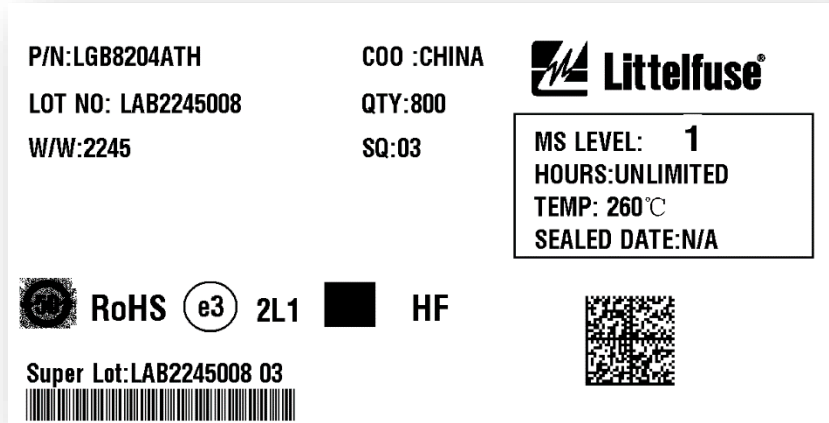 P/N:LGB8204ATH
COO :CHINA
Littelfuse®
LOT NO: LAB2245008
QTY:800
W/W:2245
SQ:03
MS LEVEL: 1
HOURS:UNLIMITED
TEMP: 260℃
SEALED DATE:N/A
50
RoHS e3 2L1 HF
Super Lot:LAB2245008 03